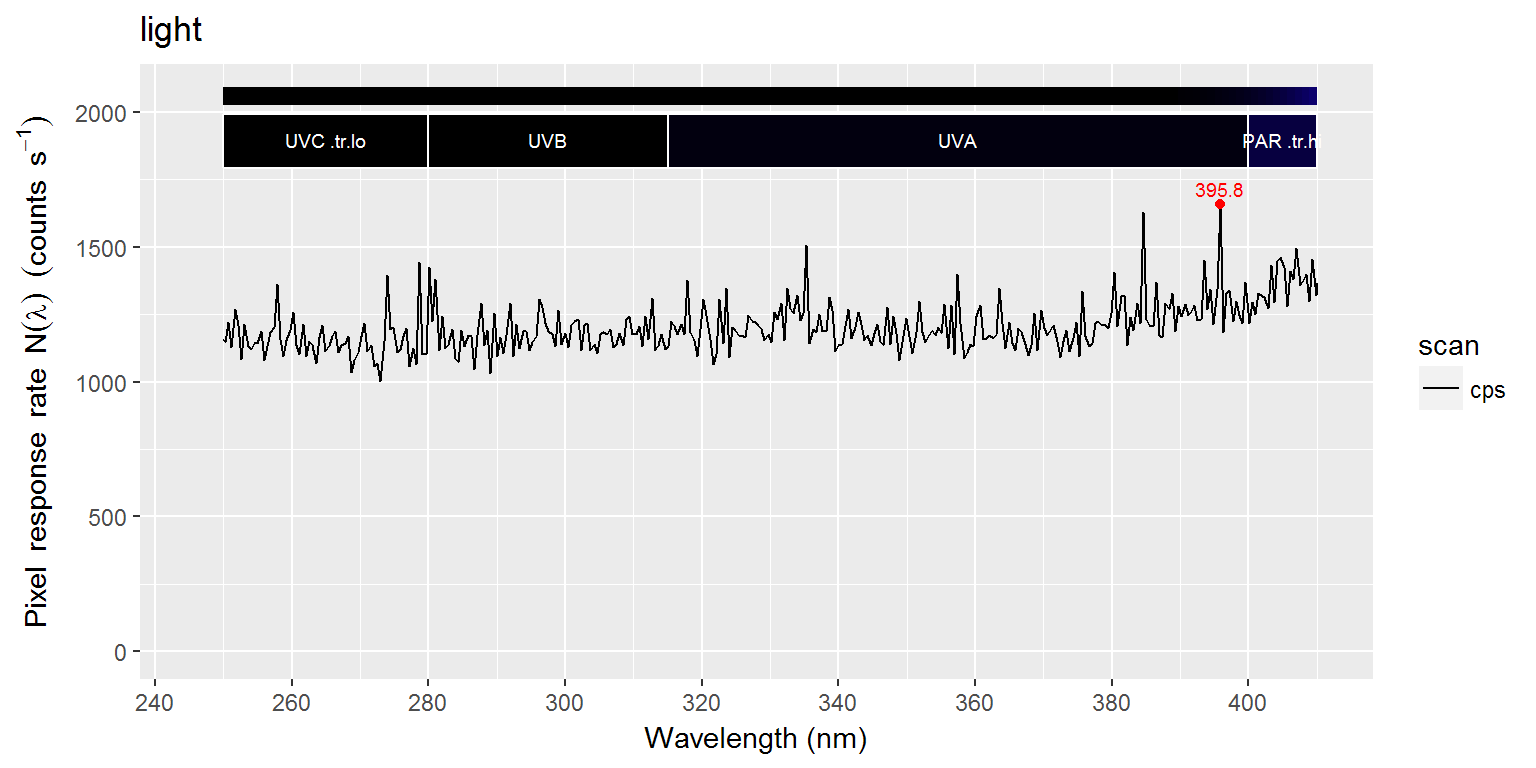 light
2000
1500
1000
500
0
Pixel response rate N(λ) (counts s⁻¹)
UVC .tr.lo
UVB
UVA
PAR .tr.hi
395.8
240
260
280
300
320
340
360
380
400
Wavelength (nm)
scan
cps